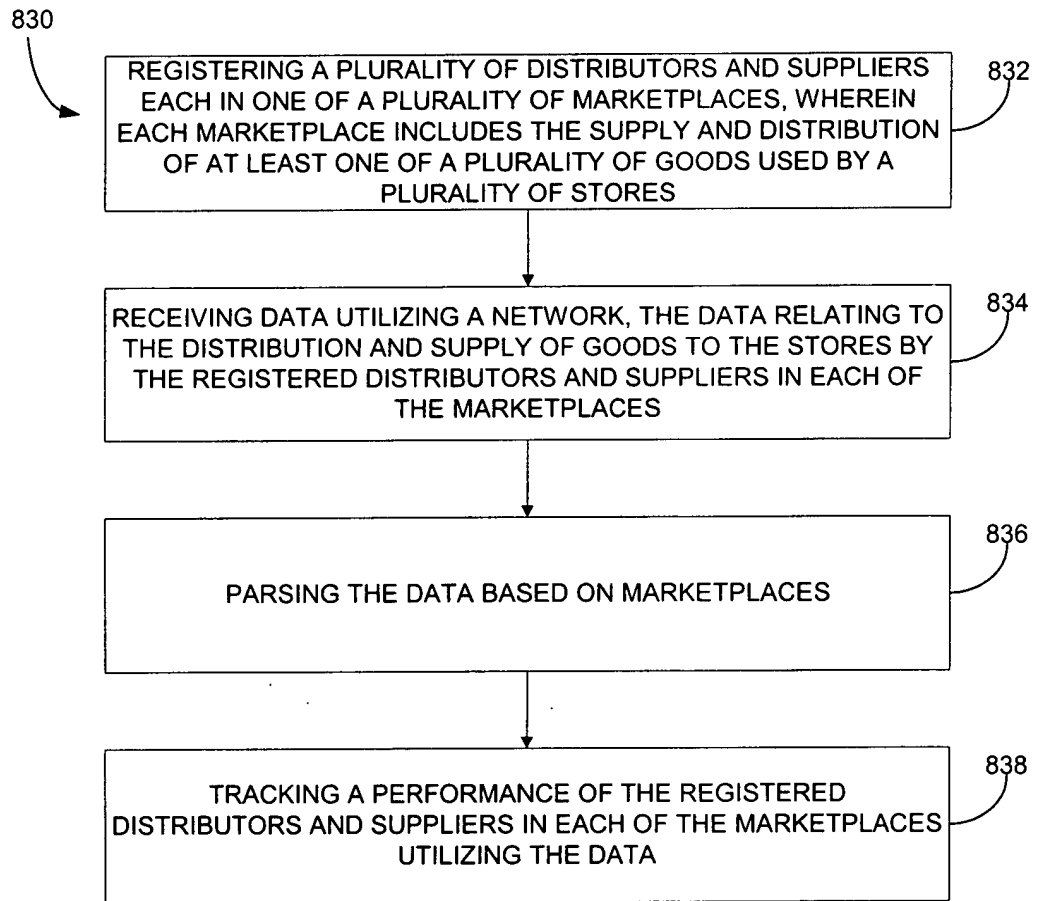 830
REGISTERING A PLURALITY OF DISTRIBUTORS AND SUPPLIERS
EACH IN ONE OF A PLURALITY OF MARKETPLACES, WHEREIN
EACH MARKETPLACE INCLUDES THE SUPPLY AND DISTRIBUTION
OF AT LEAST ONE OF A PLURALITY OF GOODS USED BY A
PLURALITY OF STORES
832
RECEIVING DATA UTILIZING A NETWORK, THE DATA RELATING TO
THE DISTRIBUTION AND SUPPLY OF GOODS TO THE STORES BY
THE REGISTERED DISTRIBUTORS AND SUPPLIERS IN EACH OF
THE MARKETPLACES
834
PARSING THE DATA BASED ON MARKETPLACES
836
TRACKING A PERFORMANCE OF THE REGISTERED
DISTRIBUTORS AND SUPPLIERS IN EACH OF THE MARKETPLACES
UTILIZING THE DATA
838